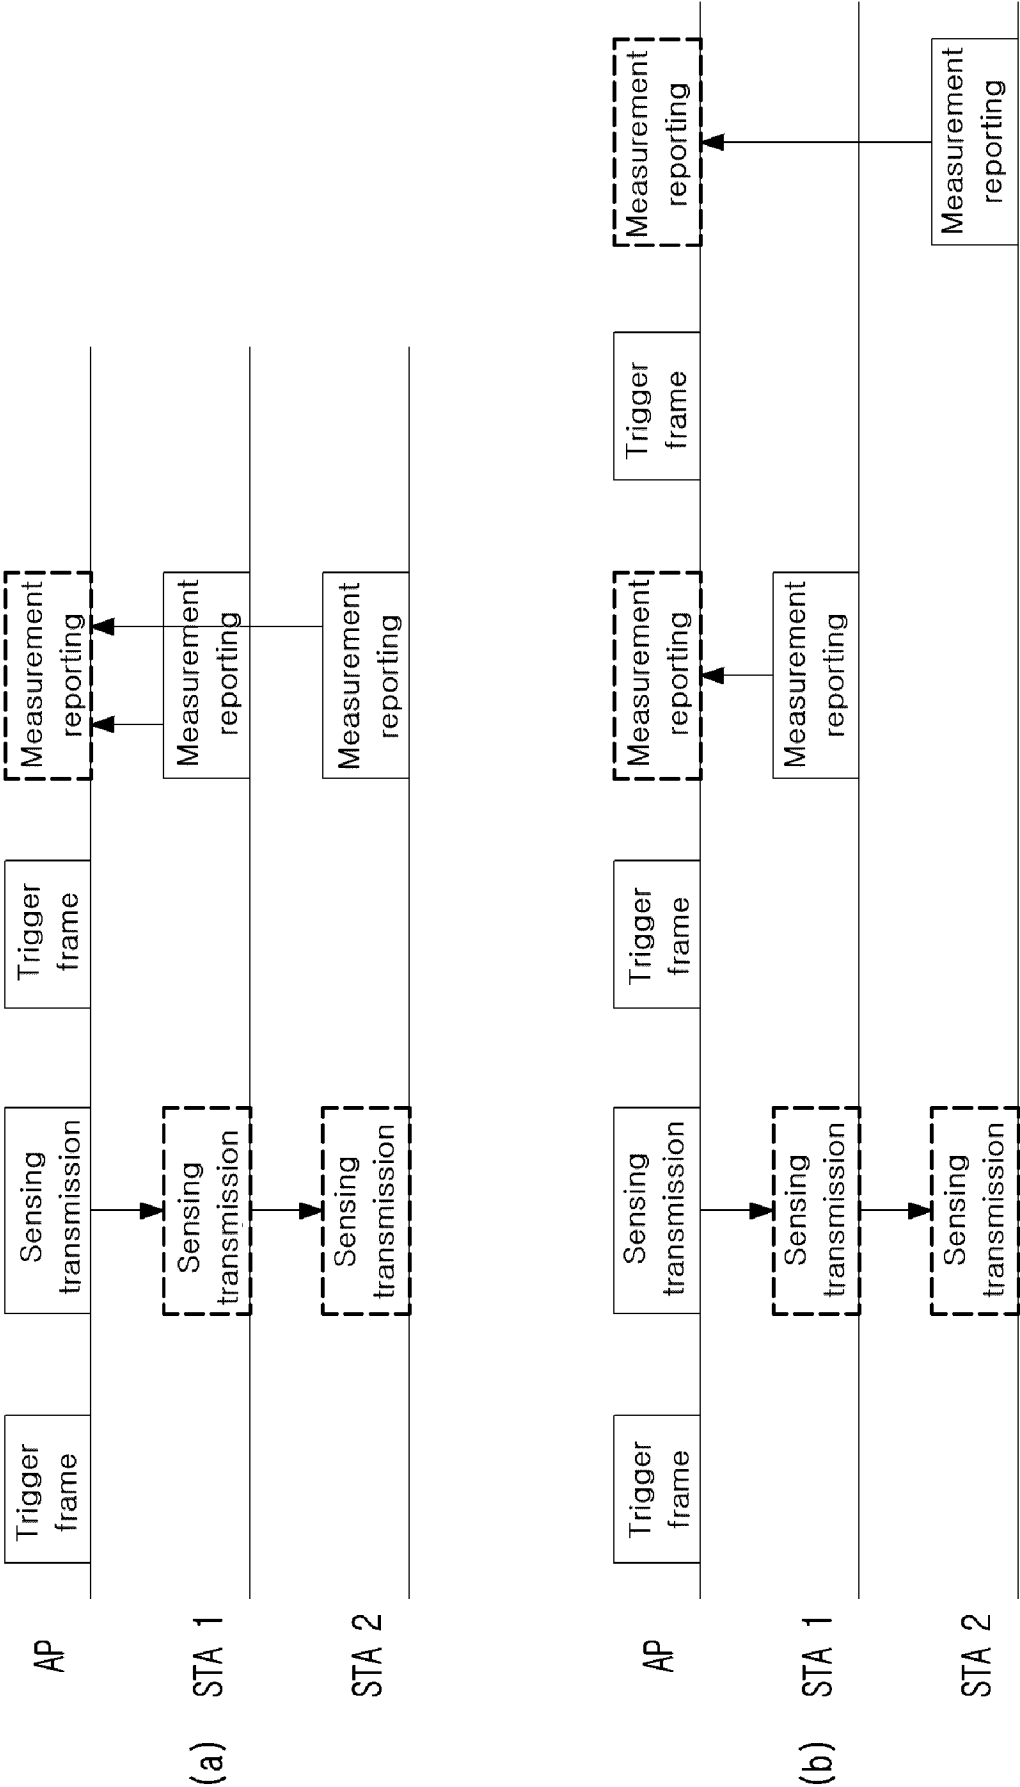 (a)
AP
Trigger
frame
Sensing
transmission
Trigger
frame
Measurement
reporting
STA 1
Sensing
transmission
Measurement
reporting
STA 2
Sensing
transmission
Measurement
reporting
(b)
AP
Trigger
frame
Sensing
transmission
Trigger
frame
Measurement
reporting
Trigger
frame
Measurement
reporting
STA 1
Sensing
transmission
Measurement
reporting
STA 2
Sensing
transmission
Measurement
reporting